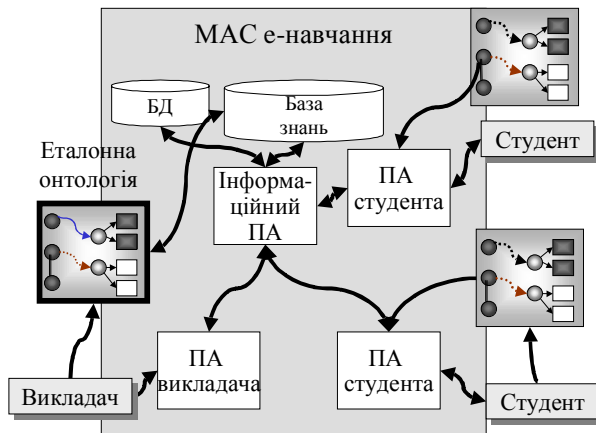 МАС е-навчання
БД
База
знань
Студент
Еталонна
онтологія
Інформа-
ційний
ПА
ПА
студента
ПА
викладача
ПА
студента
Викладач
Студент